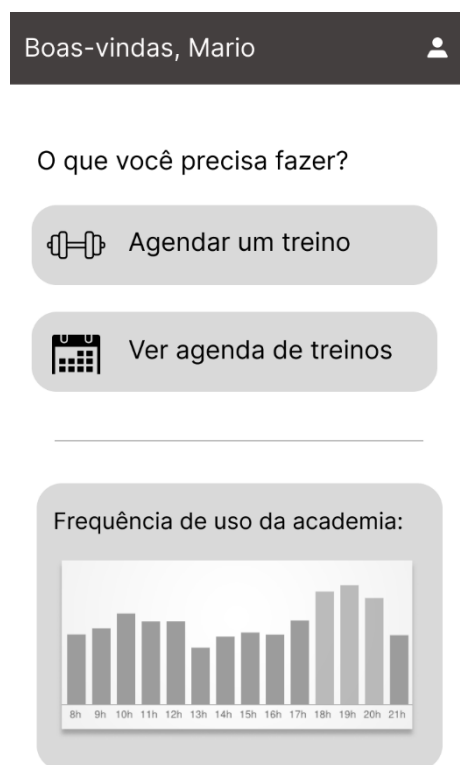 Boas-vindas, Mario
O que você precisa fazer?
Agendar um treino
Ver agenda de treinos
Frequência de uso da academia:
8h 9h 10h 11h 12h 13h 14h 15h 16h 17h 18h 19h 20h 21h